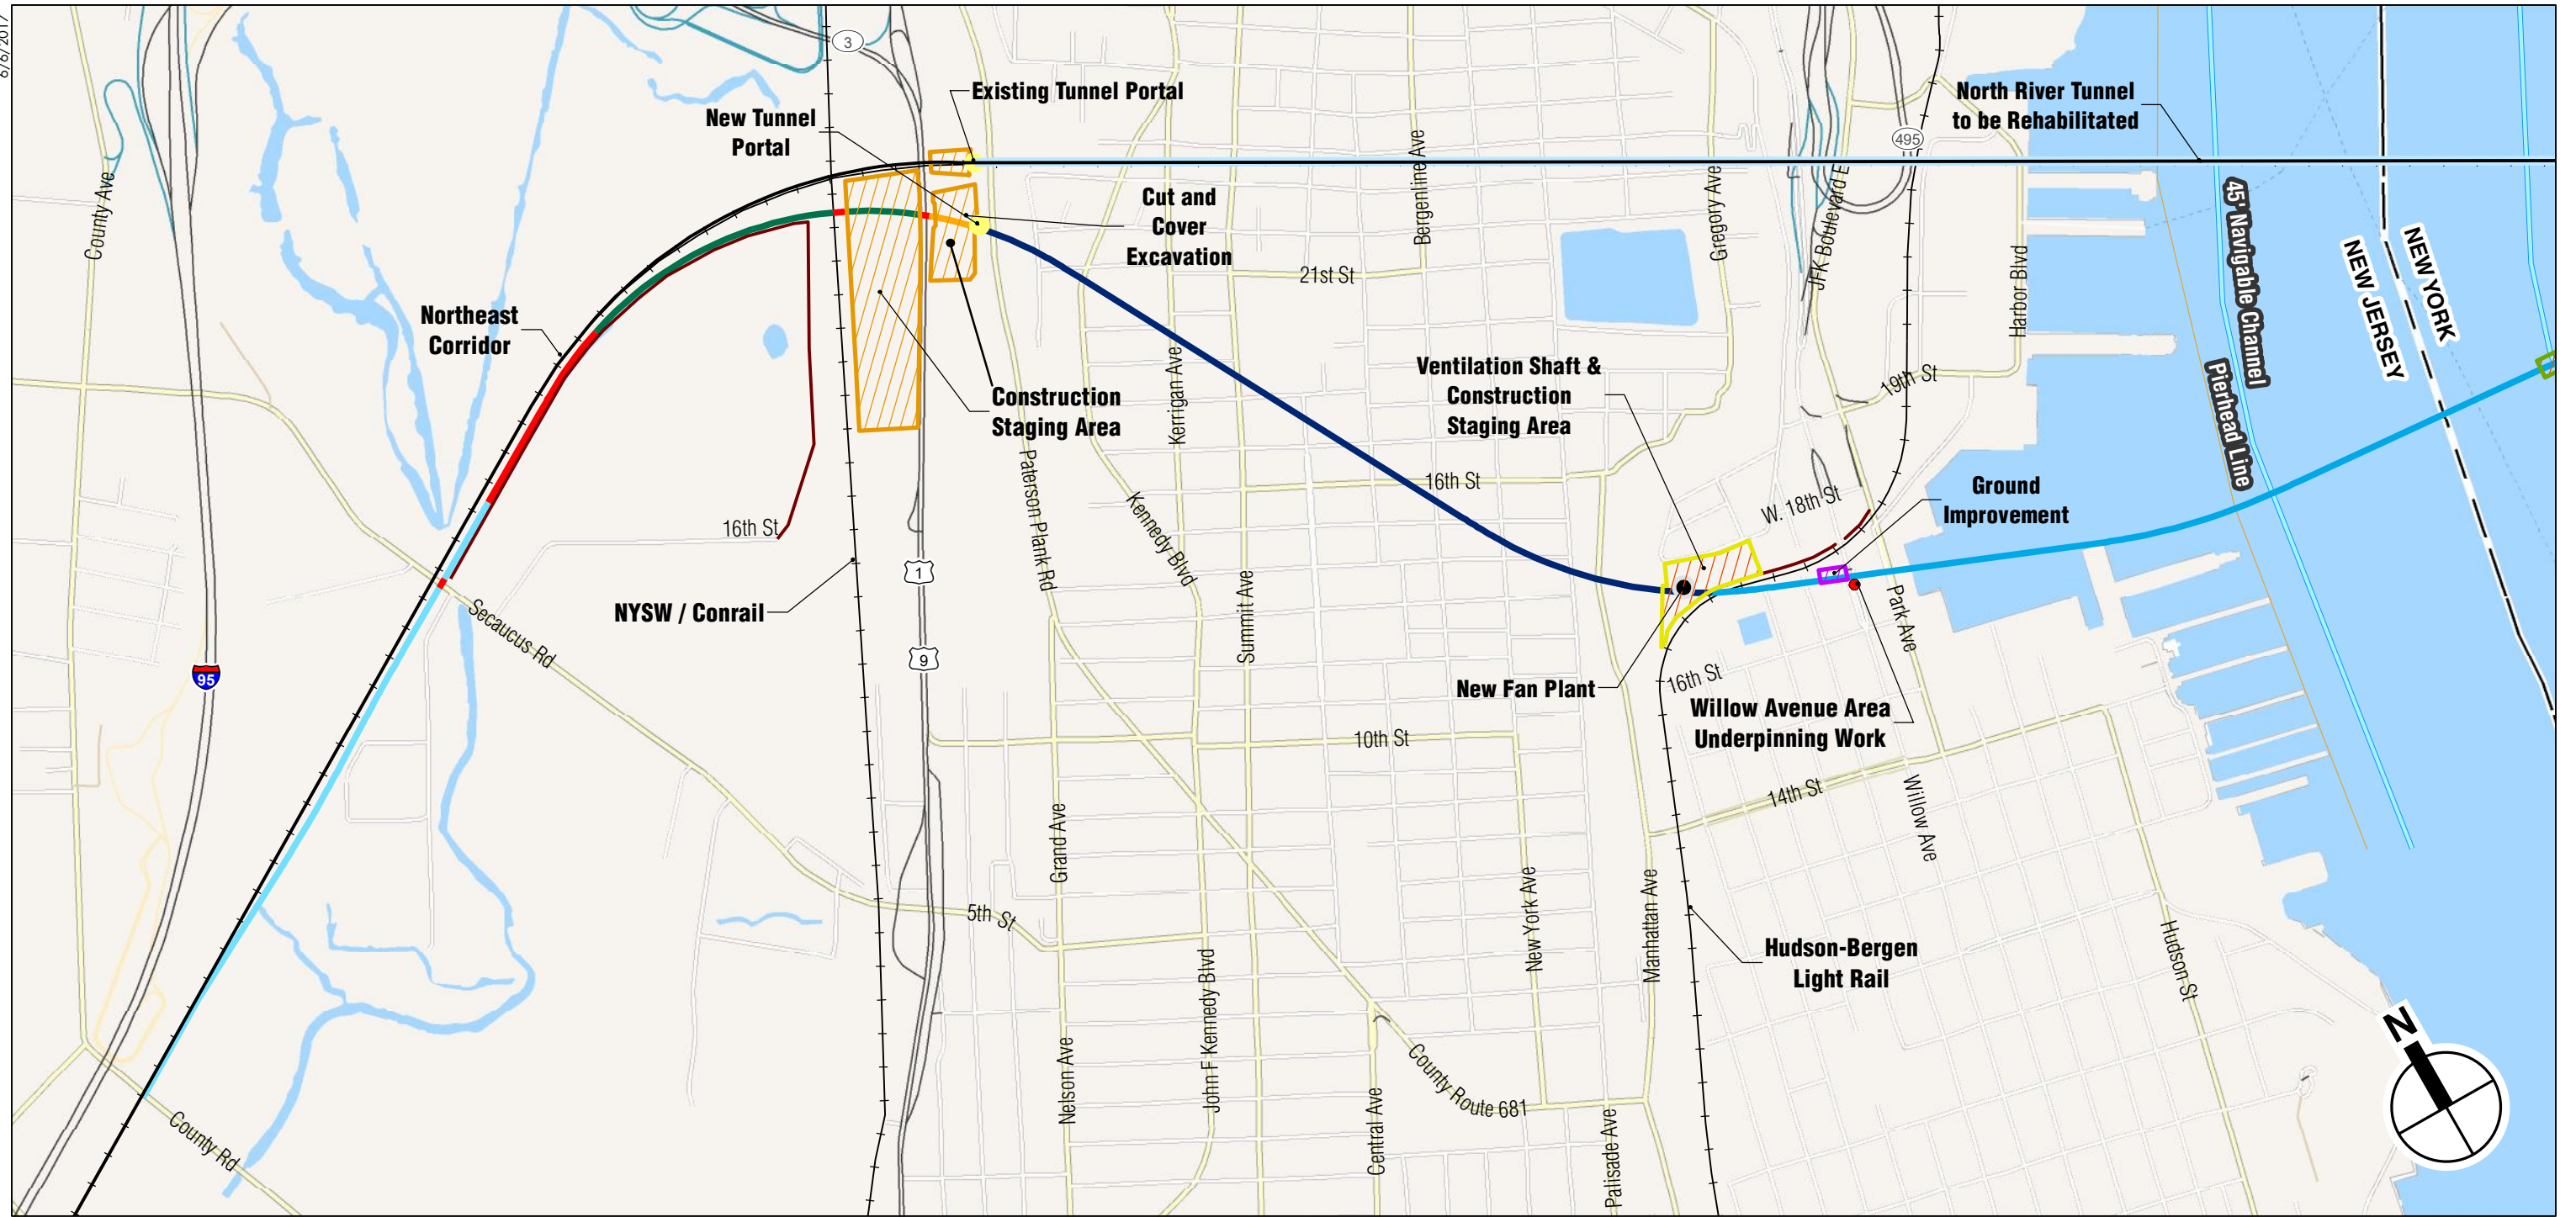 6/6/2017
3
Existing Tunnel Portal
New Tunnel
Portal
North River Tunnel
to be Rehabilitated
495
County Ave
Cut and
Cover
Excavation
Bergenline Ave
Gregory Ave
JFK Boulevard E
45' Navigable Channel
NEW YORK
NEW JERSEY
21st St
Harbor Blvd
Northeast
Corridor
Ventilation Shaft &
Construction
Staging Area
Pierhead Line
Kerrigan Ave
19th St
Construction
Staging Area
Paterson Plank Rd
16th St
Kennedy Blvd
W. 18th St
Ground
Improvement
16th St
1
NYSW / Conrail
Secaucus Rd
Summit Ave
Park Ave
9
95
New Fan Plant
16th St
Willow Avenue Area
Underpinning Work
10th St
14th St
Willow Ave
Grand Ave
5th St
New York Ave
Manhattan Ave
Hudson-Bergen
Light Rail
Hudson St
Nelson Ave
John F Kennedy Blvd
Central Ave
County Route 681
Palisade Ave
County Rd
N